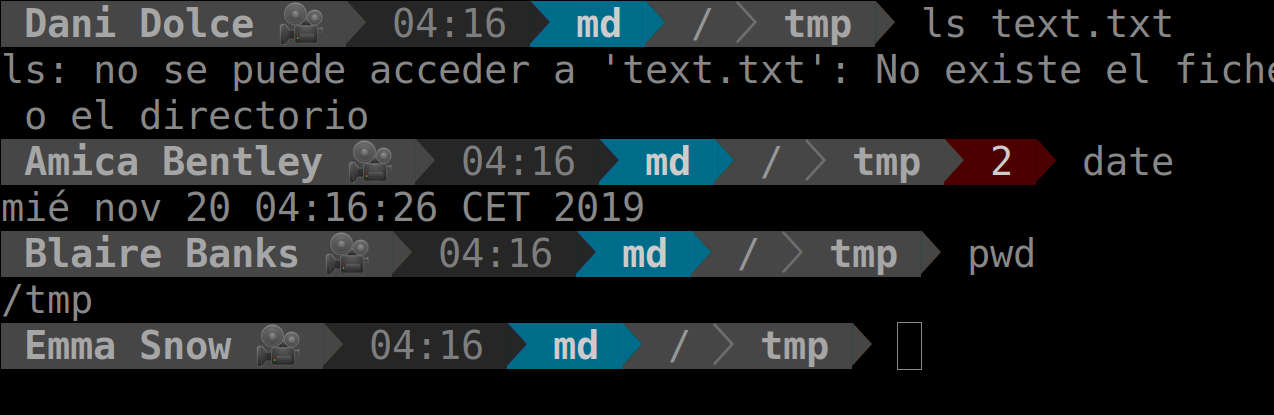 Dani Dolce 🎥 04:16 md / tmp ls text.txt
ls: no se puede acceder a 'text.txt': No existe el fiche
o el directorio
Amica Bentley 🎥 04:16 md / tmp 2 date
mié nov 20 04:16:26 CET 2019
Blaire Banks 🎥 04:16 md / tmp pwd
/tmp
Emma Snow 🎥 04:16 md / tmp